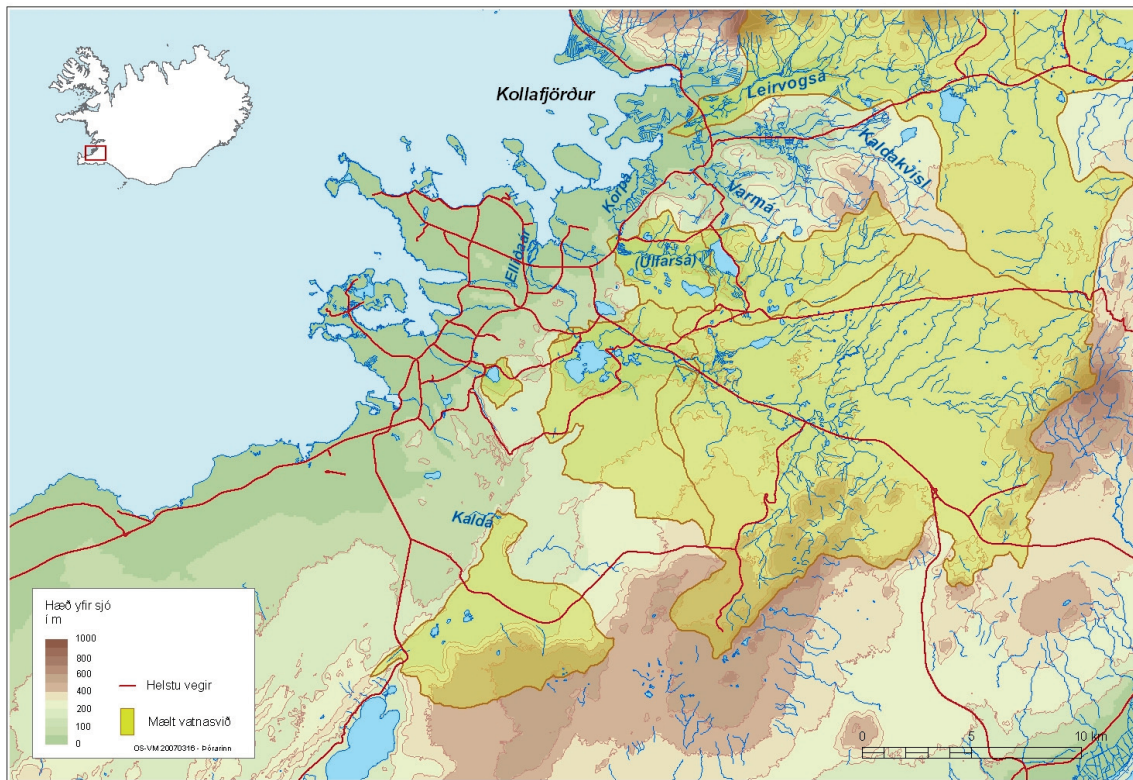 Kollafjörður
Leirvogsá
Kaldakvísl
Varmá
Korpá
(Úlfarsá)
Elliðaár
Kaldá
Hæð yfir sjó
í m
1000
800
600
400
200
100
0
Helstu vegir
Mælt vatnasvið
OS-VM 20070316 - Þórarinn
0 5 10 km